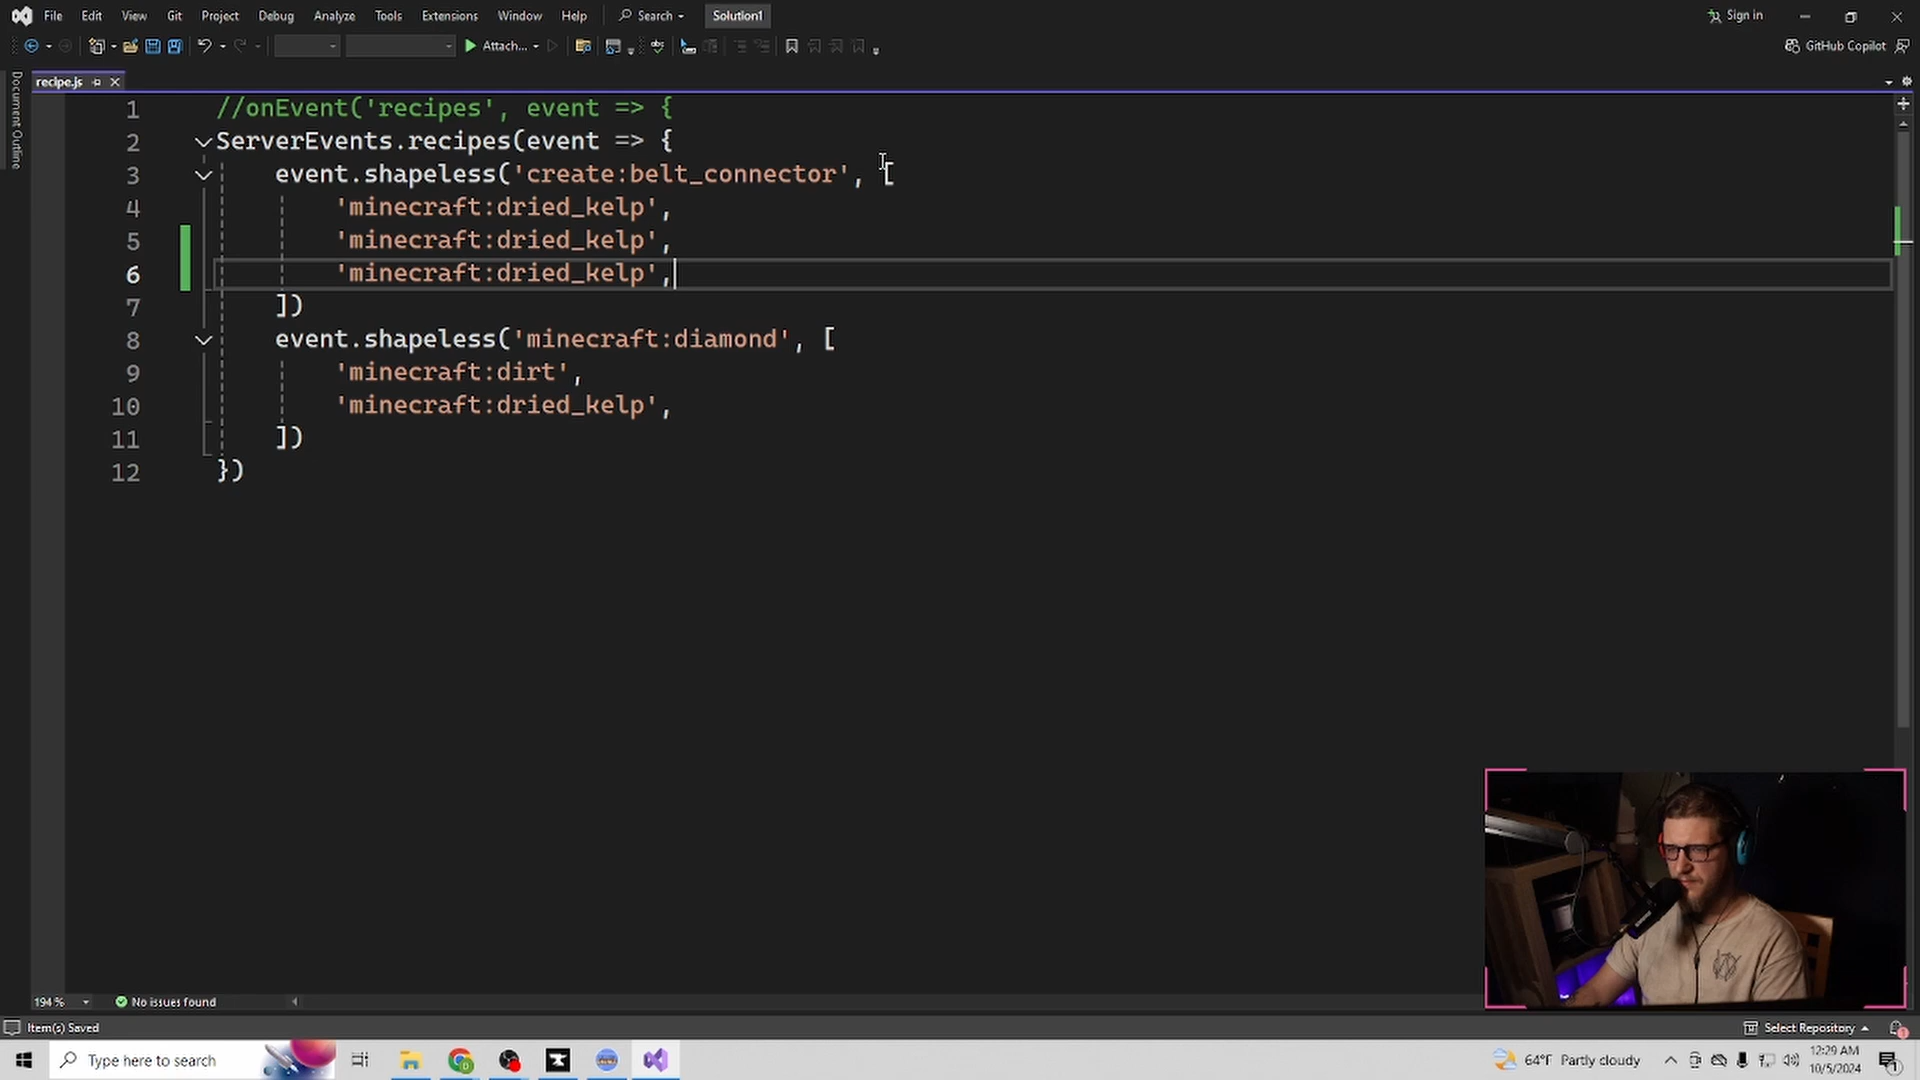 File Edit View Git Project Debug Analyze Tools Extensions Window Help Search Solution1 Sign in
Attach... GitHub Copilot
recipe.js
Document Outline
1 //onEvent('recipes', event => {
2 ServerEvents.recipes(event => {
3 event.shapeless('create:belt_connector', [
4 'minecraft:dried_kelp',
5 'minecraft:dried_kelp',
6 'minecraft:dried_kelp',
7 ])
8 event.shapeless('minecraft:diamond', [
9 'minecraft:dirt',
10 'minecraft:dried_kelp',
11 ])
12 })
194 % No issues found
Item(s) Saved Select Repository
Type here to search 64°F Partly cloudy 12:29 AM
10/5/2024